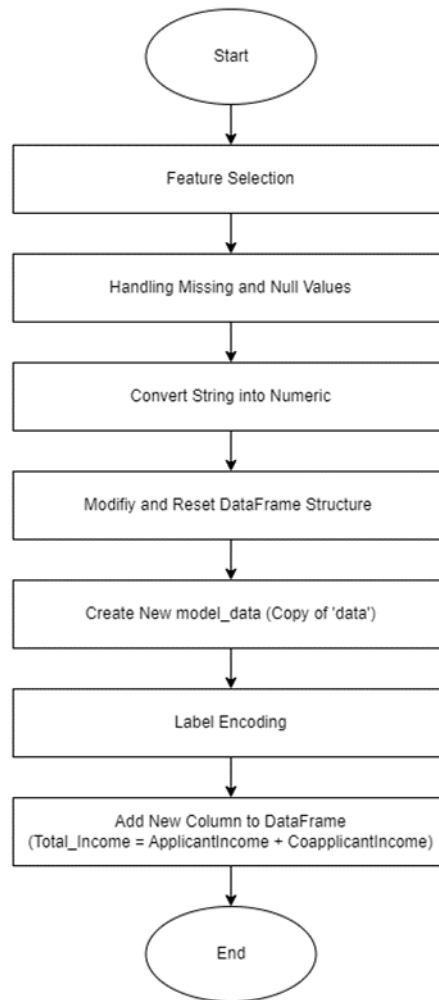 Start
Feature Selection
Handling Missing and Null Values
Convert String into Numeric
Modifiy and Reset DataFrame Structure
Create New model_data (Copy of 'data')
Label Encoding
Add New Column to DataFrame
(Total_Income = ApplicantIncome + CoapplicantIncome)
End